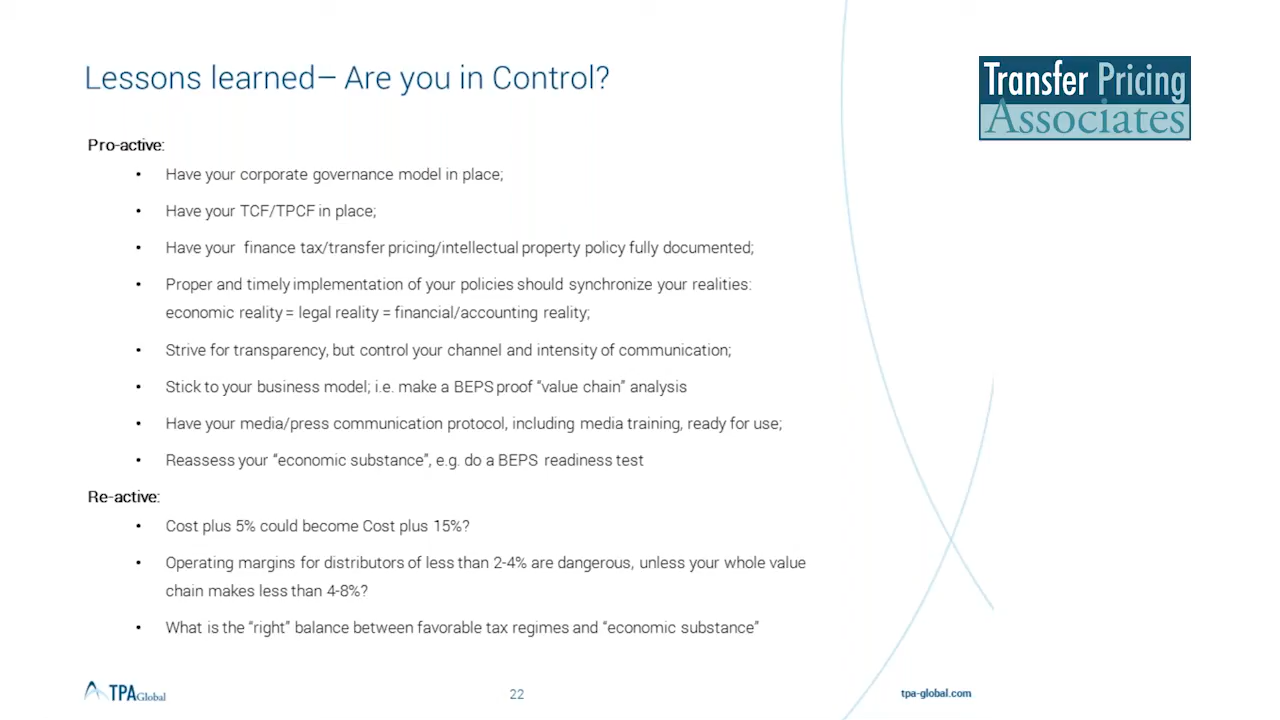 Lessons learned– Are you in Control?
Transfer Pricing
Associates
Pro-active:
• Have your corporate governance model in place;
• Have your TCF/TPCF in place;
• Have your finance tax/transfer pricing/intellectual property policy fully documented;
• Proper and timely implementation of your policies should synchronize your realities:
economic reality = legal reality = financial/accounting reality;
• Strive for transparency, but control your channel and intensity of communication;
• Stick to your business model; i.e. make a BEPS proof “value chain” analysis
• Have your media/press communication protocol, including media training, ready for use;
• Reassess your “economic substance”, e.g. do a BEPS readiness test
Re-active:
• Cost plus 5% could become Cost plus 15%?
• Operating margins for distributors of less than 2-4% are dangerous, unless your whole value
chain makes less than 4-8%?
• What is the “right” balance between favorable tax regimes and “economic substance”
TPA Global
22
tpa-global.com